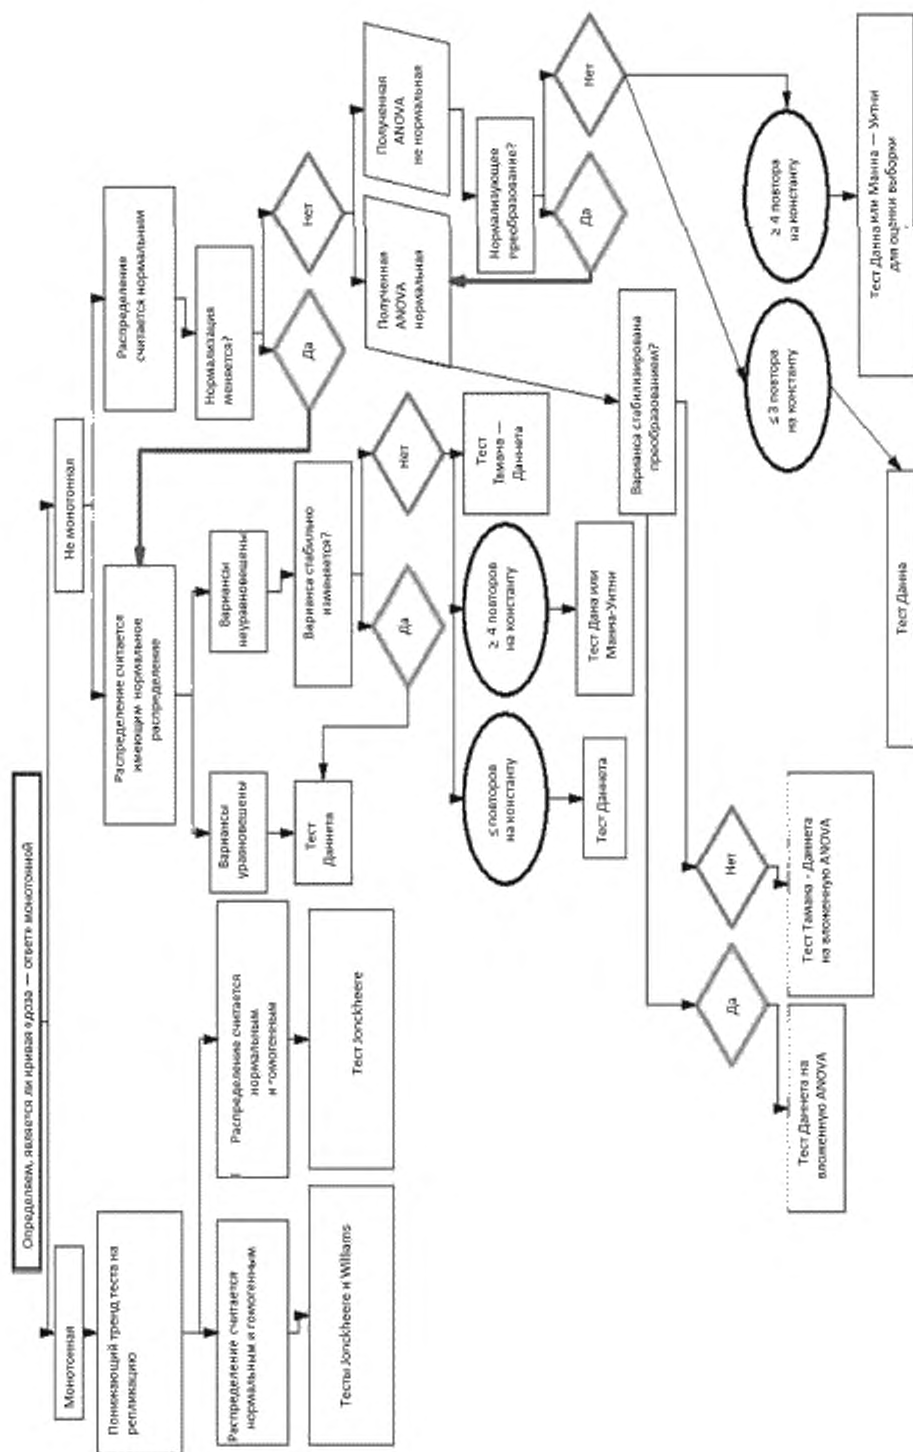 Определяем, является ли кривая «доза — ответ» монотонной
Монотонная
Не монотонная
Понижающий тренд теста на
репликацию
Распределение считается
имеющим нормальное
распределение
Распределение
считается нормальным
Распределение считается
нормальным и гомогенным
Распределение считается
нормальным
и гомогенным
Вариансы
уравновешены
Вариансы
неуравновешены
Нормализация
меняется?
Тесты Jonckheere и Williams
Тест Jonckheere
Тест
Даннета
Варианса стабильно
изменяется?
Да
Нет
Да
Нет
Полученная
ANOVA
нормальная
Полученная
ANOVA
не нормальная
≤ повторов
на константу
≥ 4 повторов
на константу
Тест
Тамана —
Даннета
Нормализующее
преобразование?
Тест Даннета
Тест Дана или
Манна-Уитни
Да
Нет
Варианса стабилизирована
преобразованием?
Да
Нет
≤ 3 повтора
на константу
≥ 4 повтора
на константу
Тест Даннета на
вложенную ANOVA
Тест Тамана - Даннета
на вложенную ANOVA
Тест Данна
Тест Данна или Манна — Уитни
для оценки выборки